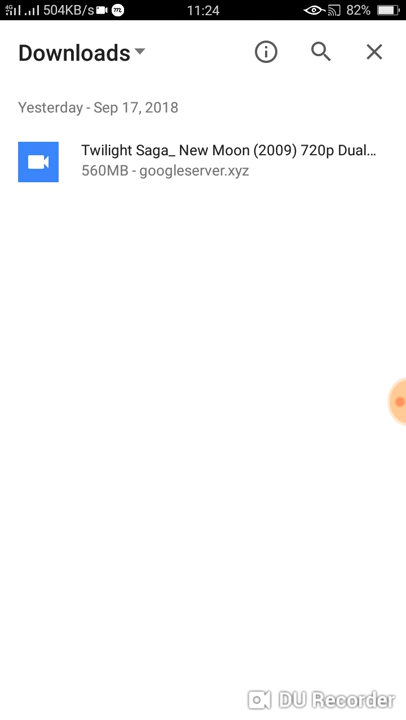 4G 504KB/s 11:24 82%
Downloads
Yesterday - Sep 17, 2018
Twilight Saga_ New Moon (2009) 720p Dual...
560MB - googleserver.xyz
DU Recorder